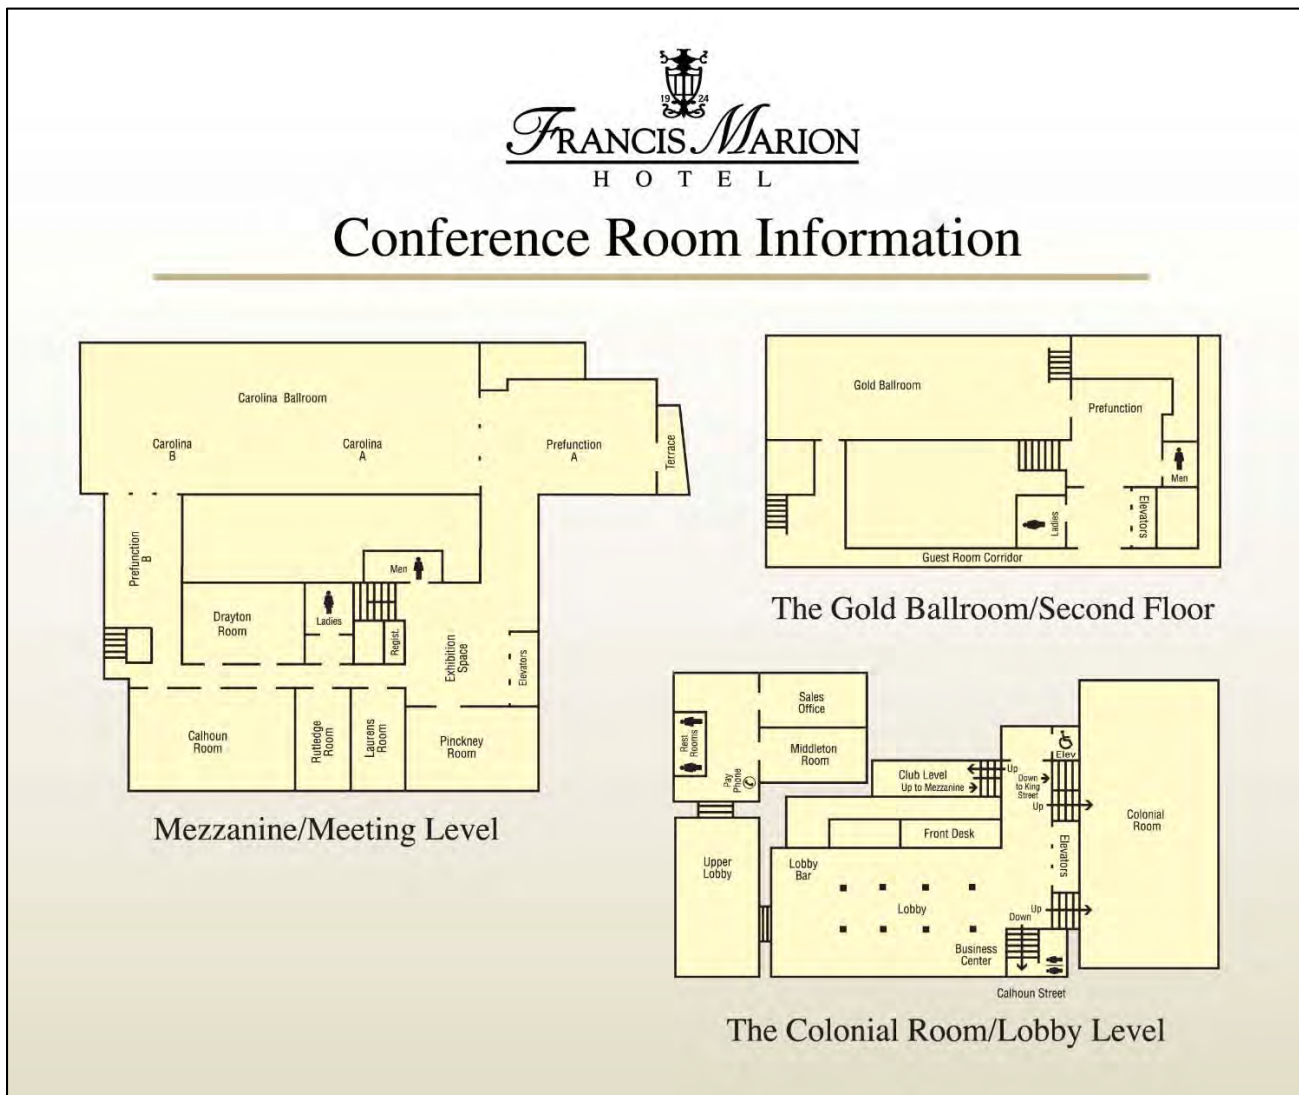 19 24
FRANCIS MARION
HOTEL
Conference Room Information
Carolina Ballroom
Carolina
B
Carolina
A
Prefunction
A
Terrace
Prefunction
B
Men
Drayton
Room
Ladies
Regist.
Exhibition
Space
Elevators
Calhoun
Room
Rutledge
Room
Laurens
Room
Pinckney
Room
Mezzanine/Meeting Level
Gold Ballroom
Prefunction
Men
Ladies
Elevators
Guest Room Corridor
The Gold Ballroom/Second Floor
Sales
Office
Rest
Rooms
Middleton
Room
Pay
Phone
Club Level
Up to Mezzanine
Up
Elev
Down
to King
Street
Up
Colonial
Room
Front Desk
Elevators
Upper
Lobby
Lobby
Bar
Lobby
Up
Down
Business
Center
Calhoun Street
The Colonial Room/Lobby Level